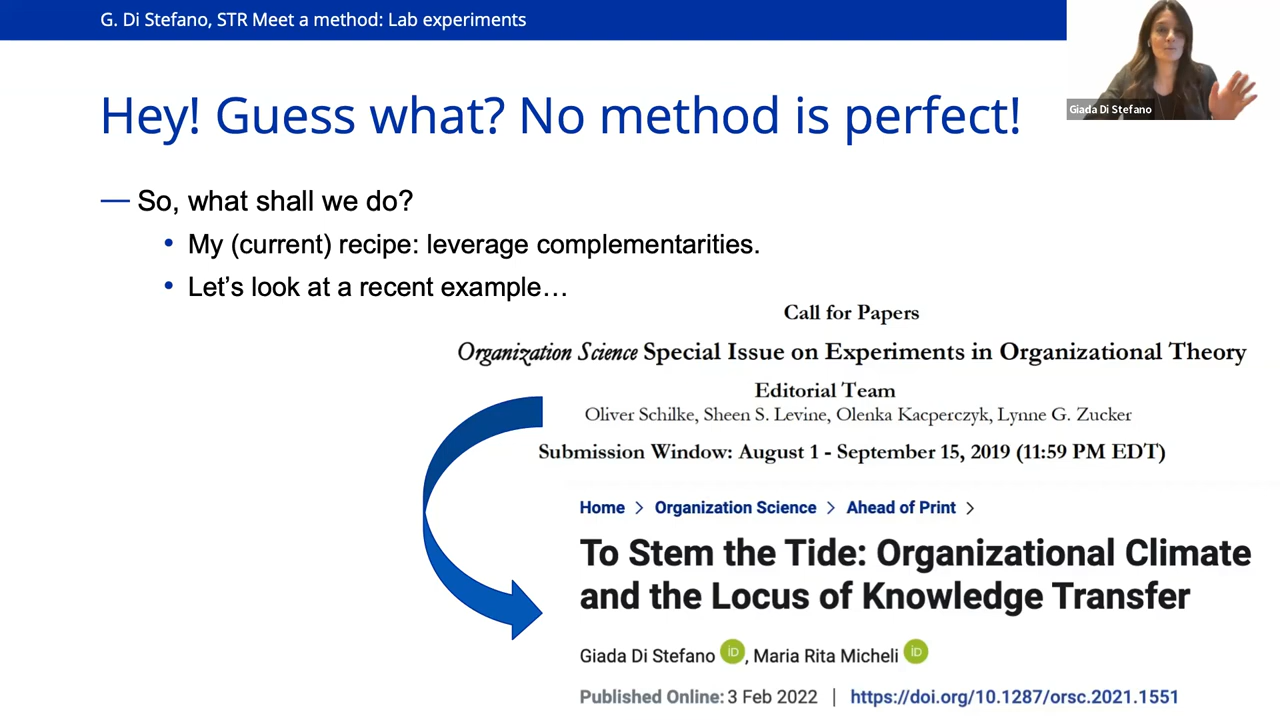 G. Di Stefano, STR Meet a method: Lab experiments
Giada Di Stefano
Hey! Guess what? No method is perfect!
— So, what shall we do?
• My (current) recipe: leverage complementarities.
• Let’s look at a recent example…
Call for Papers
Organization Science Special Issue on Experiments in Organizational Theory
Editorial Team
Oliver Schilke, Sheen S. Levine, Olenka Kacperczyk, Lynne G. Zucker
Submission Window: August 1 - September 15, 2019 (11:59 PM EDT)
Home > Organization Science > Ahead of Print >
To Stem the Tide: Organizational Climate
and the Locus of Knowledge Transfer
Giada Di Stefano iD, Maria Rita Micheli iD
Published Online: 3 Feb 2022 | https://doi.org/10.1287/orsc.2021.1551